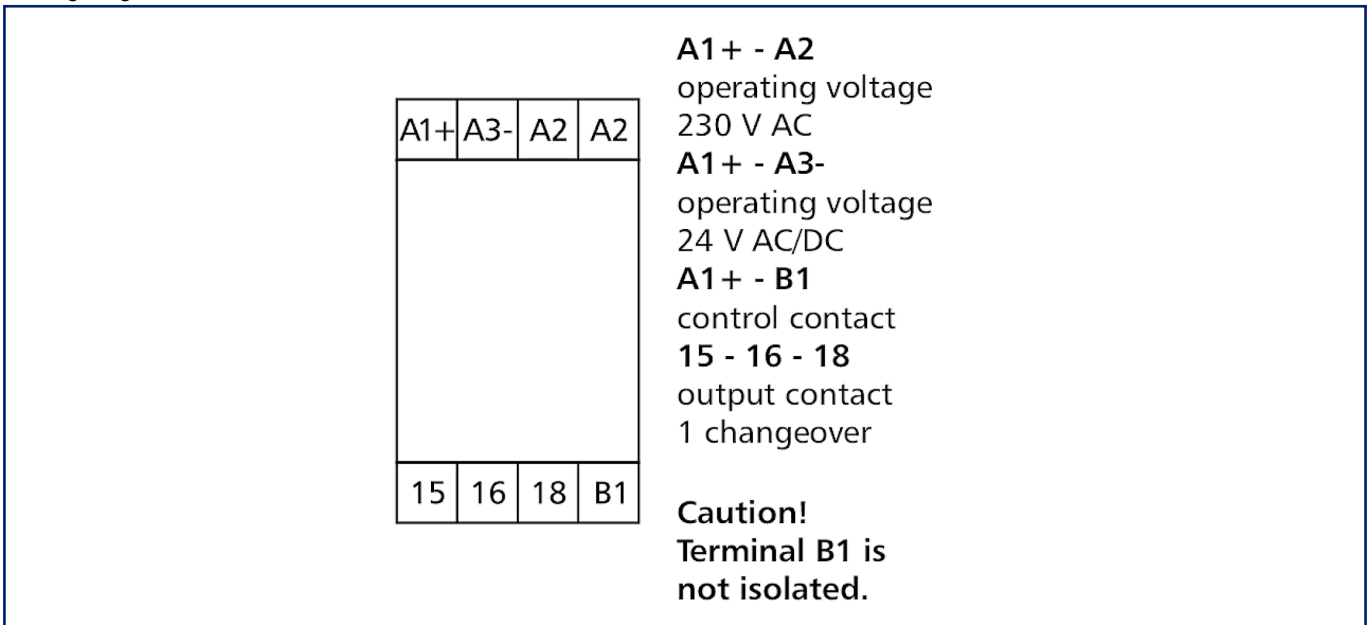 A1+ A3- A2 A2
15 16 18 B1
A1+ - A2
operating voltage
230 V AC
A1+ - A3-
operating voltage
24 V AC/DC
A1+ - B1
control contact
15 - 16 - 18
output contact
1 changeover
Caution!
Terminal B1 is
not isolated.